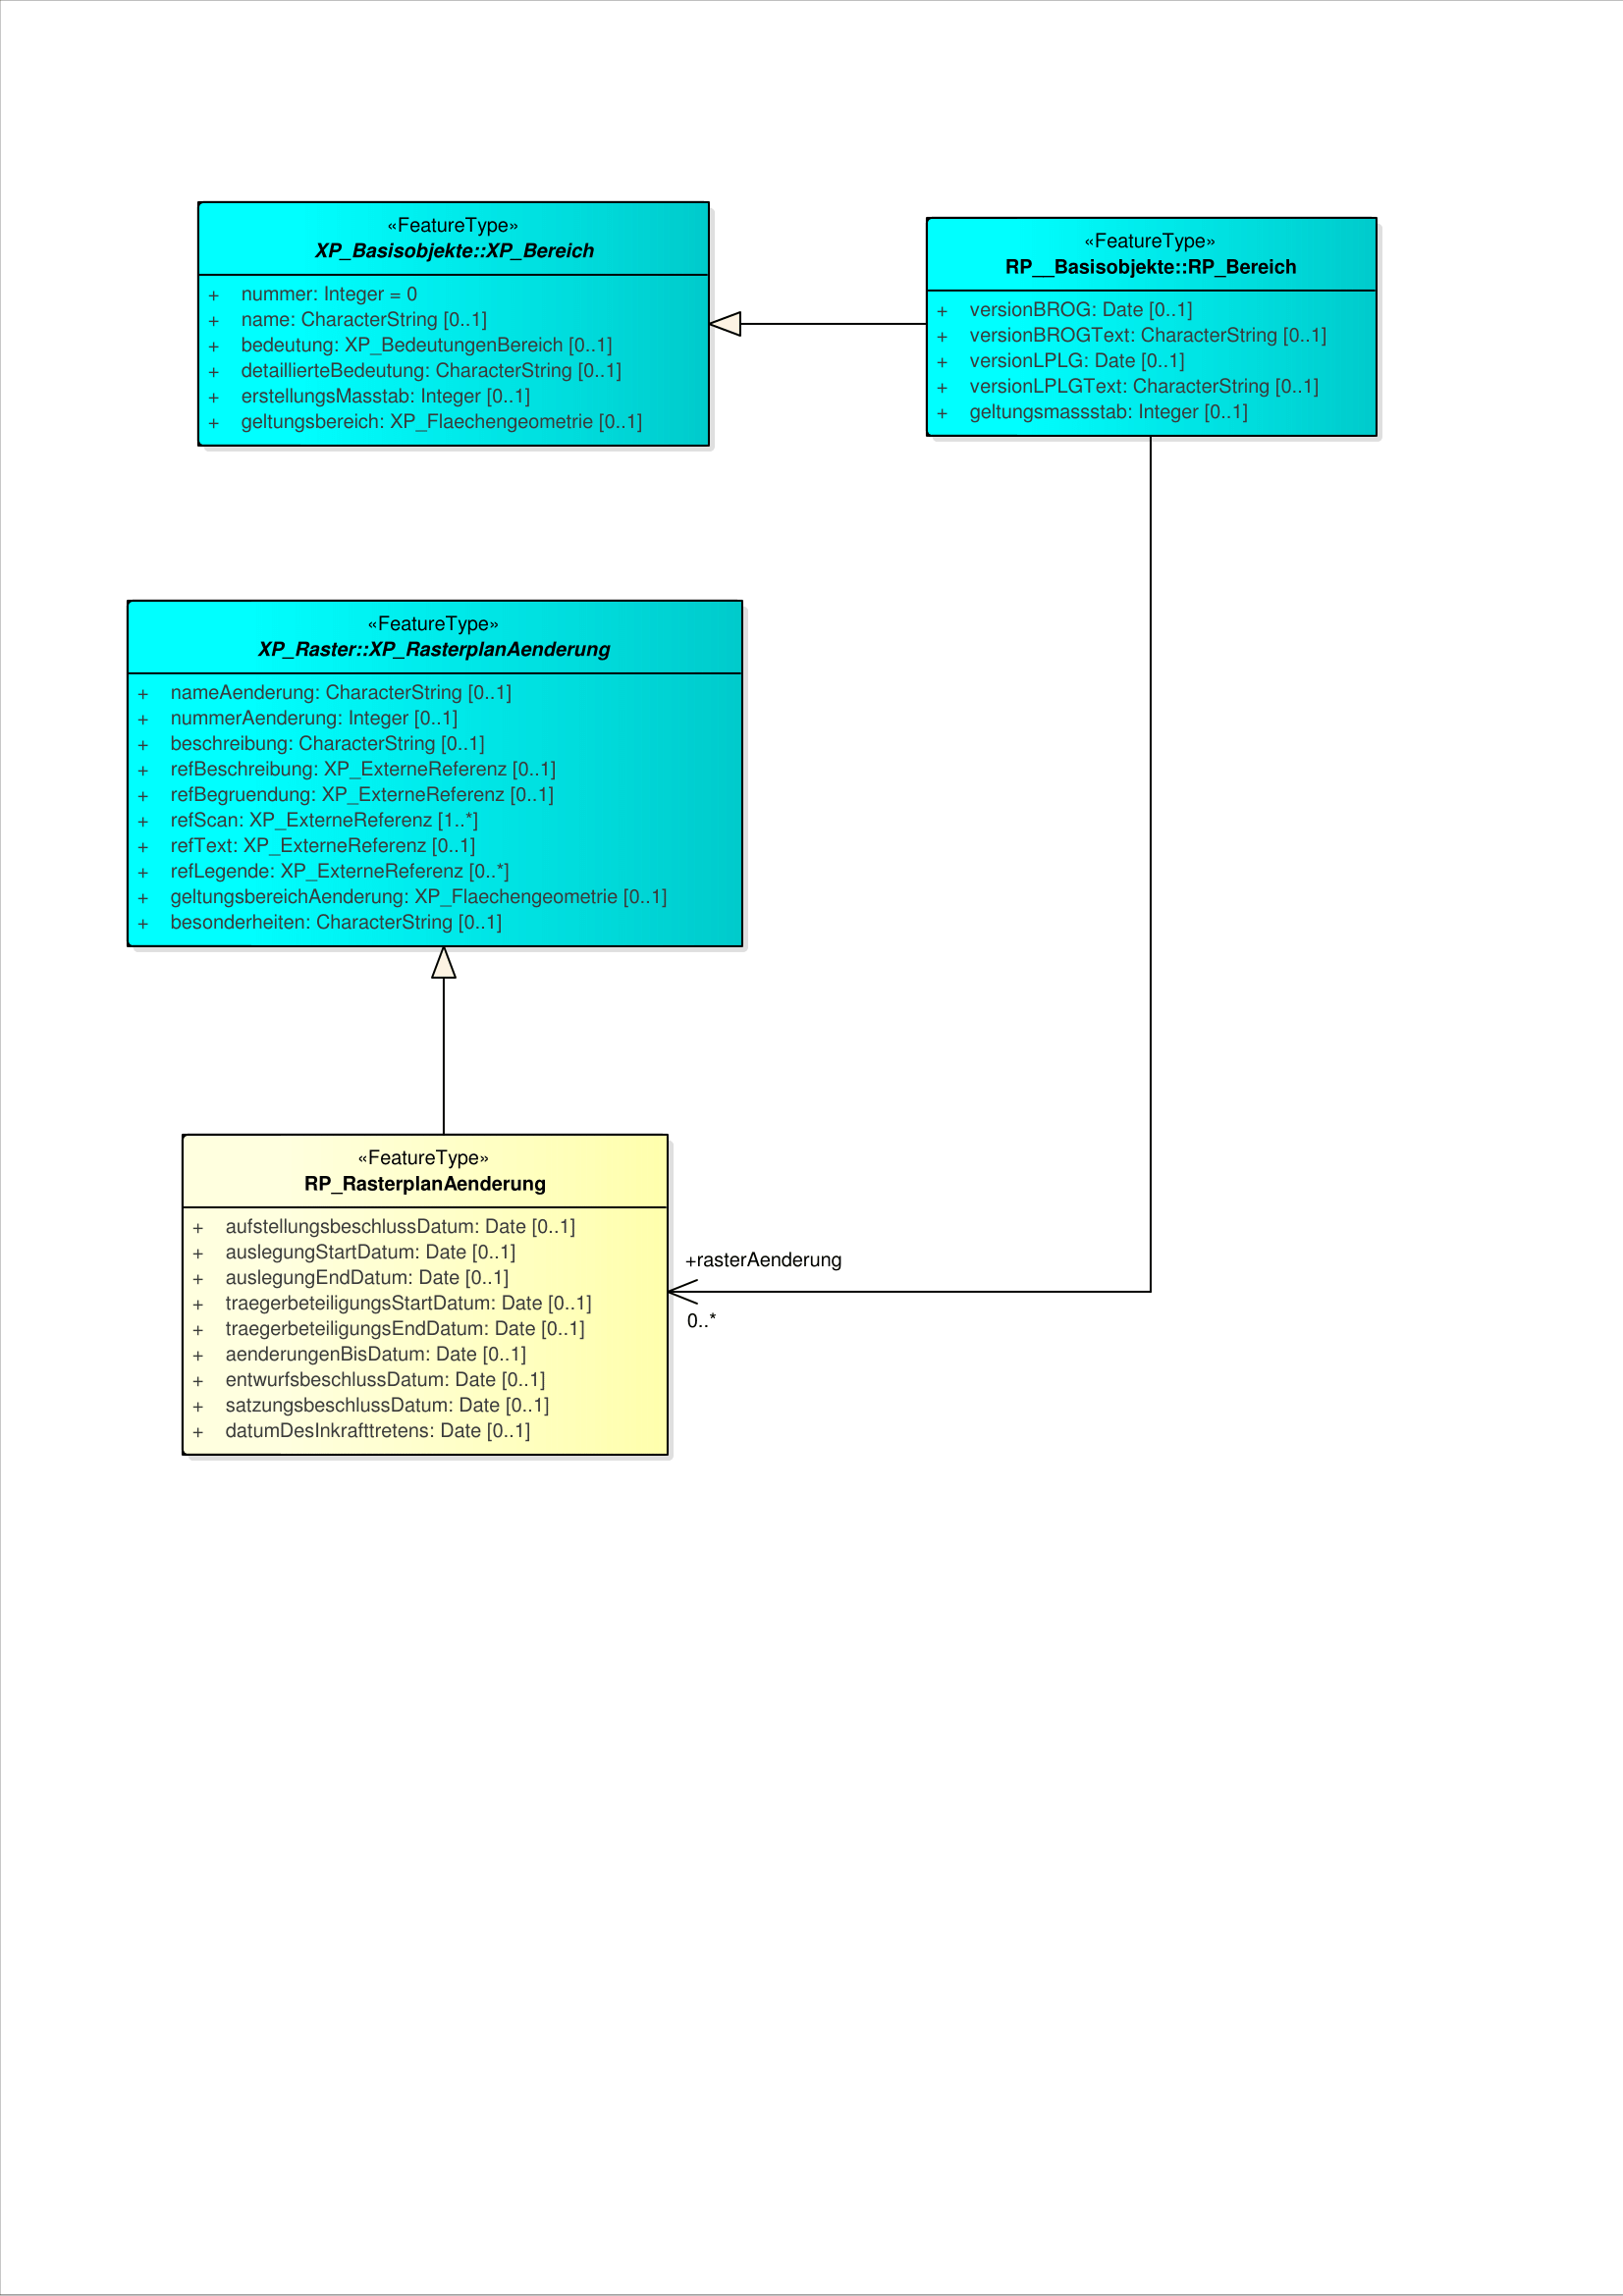 «FeatureType»
XP_Basisobjekte::XP_Bereich
+ nummer: Integer = 0
+ name: CharacterString [0..1]
+ bedeutung: XP_BedeutungenBereich [0..1]
+ detaillierteBedeutung: CharacterString [0..1]
+ erstellungsMasstab: Integer [0..1]
+ geltungsbereich: XP_Flaechengeometrie [0..1]
«FeatureType»
RP__Basisobjekte::RP_Bereich
+ versionBROG: Date [0..1]
+ versionBROGText: CharacterString [0..1]
+ versionLPLG: Date [0..1]
+ versionLPLGText: CharacterString [0..1]
+ geltungsmassstab: Integer [0..1]
«FeatureType»
XP_Raster::XP_RasterplanAenderung
+ nameAenderung: CharacterString [0..1]
+ nummerAenderung: Integer [0..1]
+ beschreibung: CharacterString [0..1]
+ refBeschreibung: XP_ExterneReferenz [0..1]
+ refBegruendung: XP_ExterneReferenz [0..1]
+ refScan: XP_ExterneReferenz [1..*]
+ refText: XP_ExterneReferenz [0..1]
+ refLegende: XP_ExterneReferenz [0..*]
+ geltungsbereichAenderung: XP_Flaechengeometrie [0..1]
+ besonderheiten: CharacterString [0..1]
«FeatureType»
RP_RasterplanAenderung
+ aufstellungsbeschlussDatum: Date [0..1]
+ auslegungStartDatum: Date [0..1]
+ auslegungEndDatum: Date [0..1]
+ traegerbeteiligungsStartDatum: Date [0..1]
+ traegerbeteiligungsEndDatum: Date [0..1]
+ aenderungenBisDatum: Date [0..1]
+ entwurfsbeschlussDatum: Date [0..1]
+ satzungsbeschlussDatum: Date [0..1]
+ datumDesInkrafttretens: Date [0..1]
+rasterAenderung
0..*